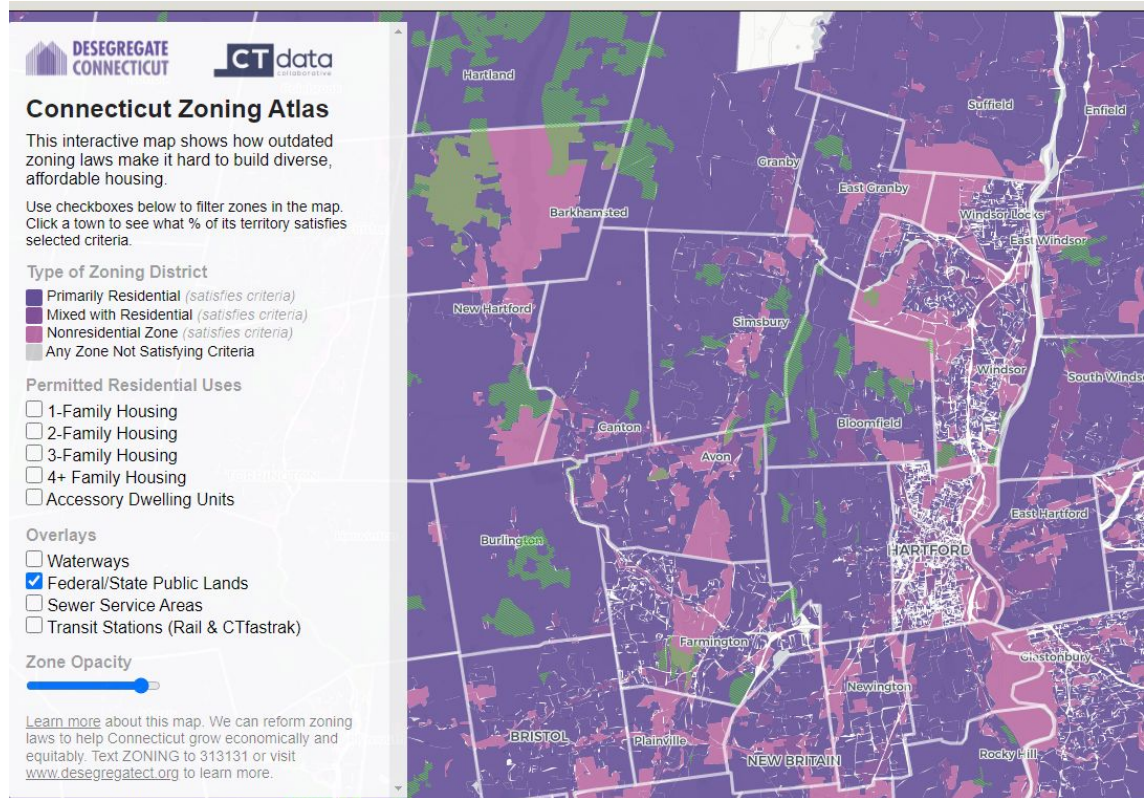 DESEGREGATE
CONNECTICUT
CTdata
collaborative
Connecticut Zoning Atlas
This interactive map shows how outdated
zoning laws make it hard to build diverse,
affordable housing.
Use checkboxes below to filter zones in the map.
Click a town to see what % of its territory satisfies
selected criteria.
Type of Zoning District
Primarily Residential (satisfies criteria)
Mixed with Residential (satisfies criteria)
Nonresidential Zone (satisfies criteria)
Any Zone Not Satisfying Criteria
Permitted Residential Uses
1-Family Housing
2-Family Housing
3-Family Housing
4+ Family Housing
Accessory Dwelling Units
Overlays
Waterways
Federal/State Public Lands
Sewer Service Areas
Transit Stations (Rail & CTfastrak)
Zone Opacity
Learn more about this map. We can reform zoning
laws to help Connecticut grow economically and
equitably. Text ZONING to 313131 or visit
www.desegregatect.org to learn more.
Hartland
Suffield
Enfield
Granby
East Granby
Barkhamsted
Windsor Locks
East Windsor
New Hartford
Simsbury
Windsor
South Winds
Canton
Bloomfield
Avon
East Hartford
Burlington
HARTFORD
Farmington
Glastonbury
Newington
BRISTOL
Plainville
NEW BRITAIN
Rocky Hill